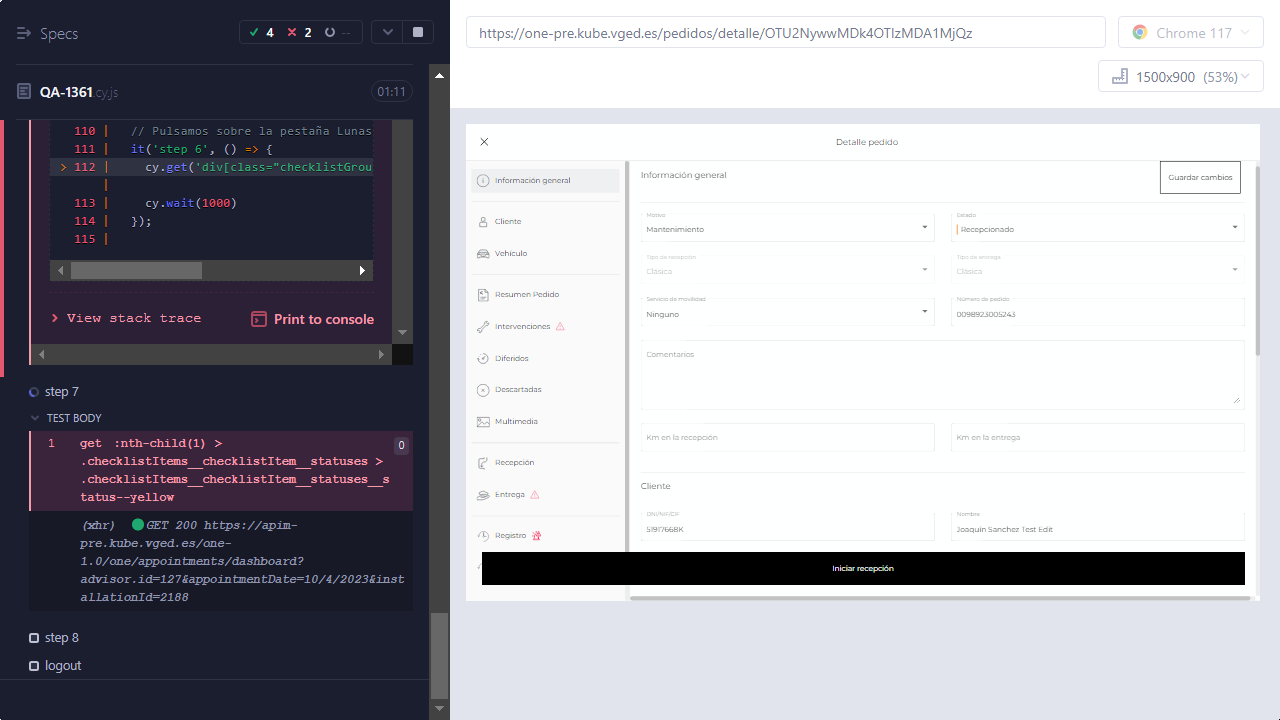 Specs
4
2
--
QA-1361 cy.js
01:11
110 | // Pulsamos sobre la pestaña Lunas
111 | it('step 6', () => {
> 112 | cy.get('div[class="checklistGrou
|
113 | cy.wait(1000)
114 | });
115 |
View stack trace
Print to console
step 7
TEST BODY
1 get :nth-child(1) >
.checklistItems__checklistItem__statuses >
.checklistItems__checklistItem__statuses__s
tatus--yellow
0
(xhr) GET 200 https://apim-
pre.kube.vged.es/one-
1.0/one/appointments/dashboard?
advisor.id=127&appointmentDate=10/4/2023&inst
allationId=2188
step 8
logout
https://one-pre.kube.vged.es/pedidos/detalle/OTU2NywwMDk4OTIzMDA1MjQz
Chrome 117
1500x900 (53%)
Detalle pedido
Información general
Cliente
Vehículo
Resumen Pedido
Intervenciones
Diferidos
Descartadas
Multimedia
Recepción
Entrega
Registro
Información general
Guardar cambios
Motivo
Mantenimiento
Estado
Recepcionado
Tipo de recepción
Clásica
Tipo de entrega
Clásica
Servicio de movilidad
Ninguno
Número de pedido
0098923005243
Comentarios
Km en la recepción
Km en la entrega
Cliente
DNI/NIF/CIF
51917668K
Nombre
Joaquín Sanchez Test Edit
Iniciar recepción